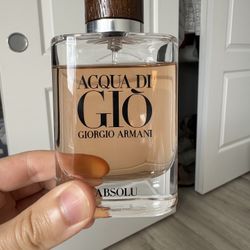 ACQUA DI
GIÒ
GIORGIO ARMANI
ABSOLU